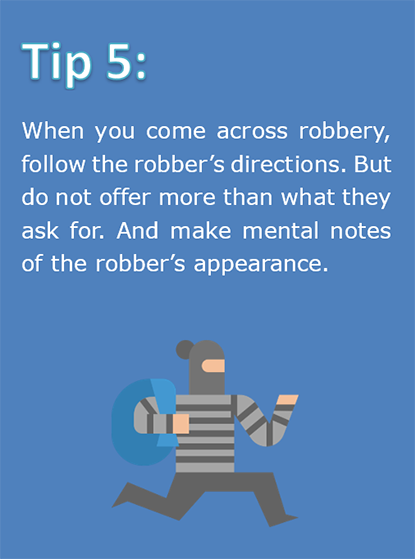 Tip 5:
When you come across robbery,
follow the robber’s directions. But
do not offer more than what they
ask for. And make mental notes
of the robber’s appearance.